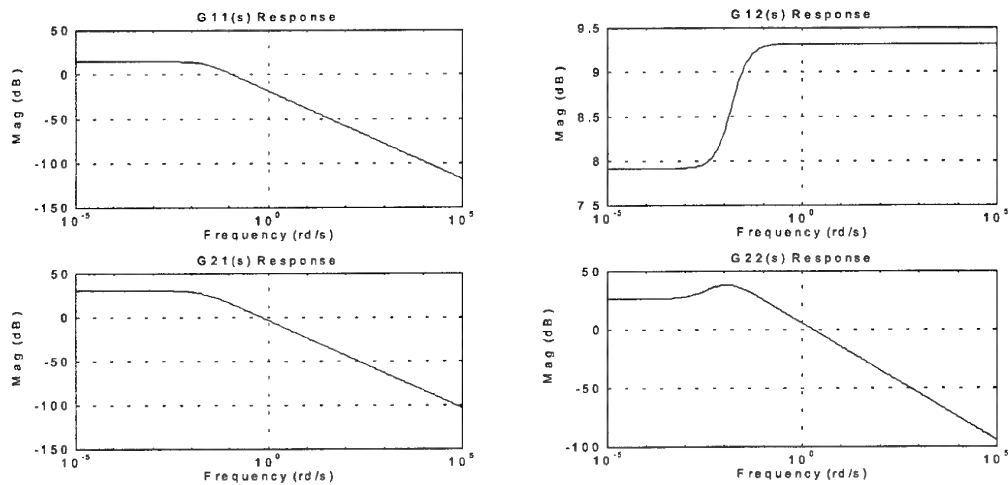 G11(s) Response
Mag (dB)
50
0
-50
-100
-150
10^-5
10^0
10^5
Frequency (rd/s)
G12(s) Response
Mag (dB)
9.5
9
8.5
8
7 5
10^-5
10^0
10^5
Frequency (rd/s)
G21(s) Response
Mag (dB)
50
0
-50
-100
-150
10^-5
10^0
10^5
Frequency (rd/s)
G22(s) Response
Mag (dB)
50
0
-50
-100
10^-5
10^0
10^5
Frequency (rd/s)